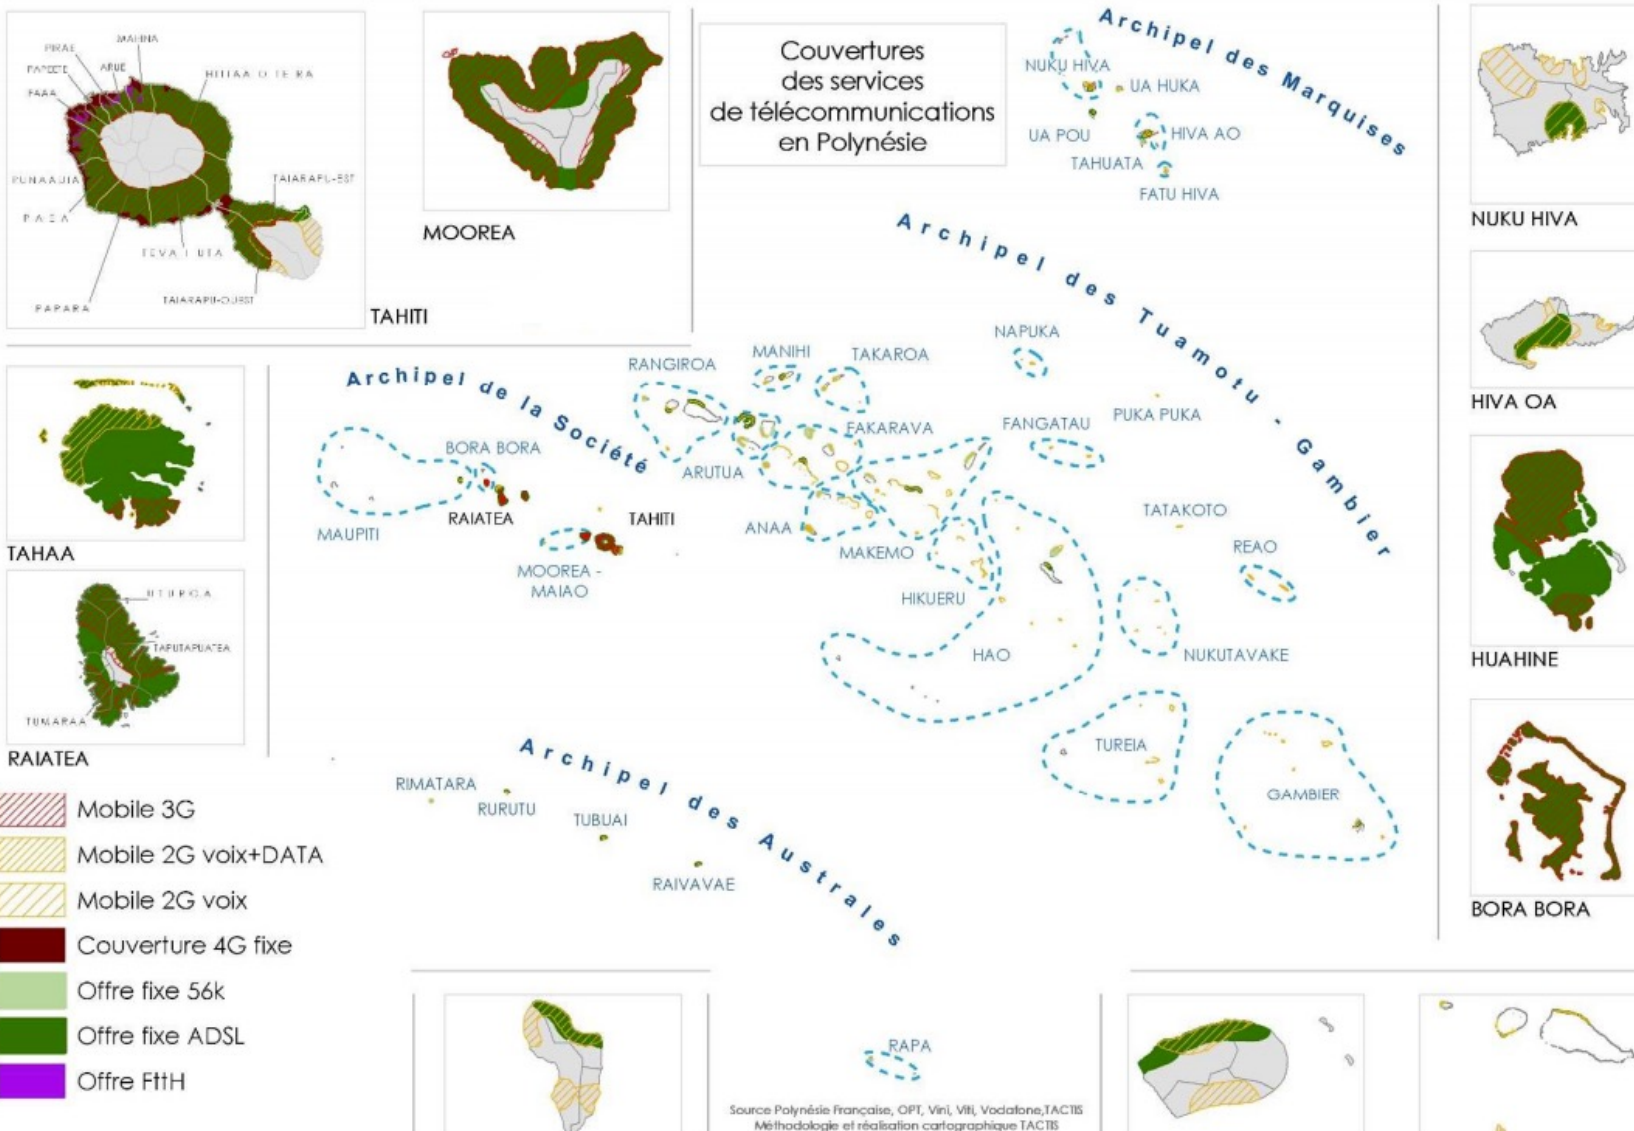 MAHINA
PIRAE
PAPEETE
ARUE
HITIAA O TE RA
FAAA
PUNAAUIA
PAEA
TAIARAPU-EST
TEVA I UTA
TAIARAPU-OUEST
PAPARA
TAHITI
MOOREA
Couvertures
des services
de télécommunications
en Polynésie
Archipel des Marquises
NUKU HIVA
UA HUKA
UA POU
HIVA AO
TAHUATA
FATU HIVA
NUKU HIVA
HIVA OA
HUAHINE
BORA BORA
Archipel des Tuamotu - Gambier
NAPUKA
MANIHI
TAKAROA
RANGIROA
PUKA PUKA
FANGATAU
FAKARAVA
ARUTUA
TATAKOTO
ANAA
MAKEMO
REAO
HIKUERU
HAO
NUKUTAVAKE
TUREIA
GAMBIER
Archipel de la Société
BORA BORA
MAUPITI
RAIATEA
TAHITI
MOOREA -
MAIAO
TAHAA
UTUROA
TAPUTAPUATEA
TUMARAA
RAIATEA
Archipel des Australes
RIMATARA
RURUTU
TUBUAI
RAIVAVAE
RAPA
Mobile 3G
Mobile 2G voix+DATA
Mobile 2G voix
Couverture 4G fixe
Offre fixe 56k
Offre fixe ADSL
Offre FttH
Source Polynésie Française, OPT, Vini, Viti, Vodafone,TACTIS
Méthodologie et réalisation cartographique TACTIS